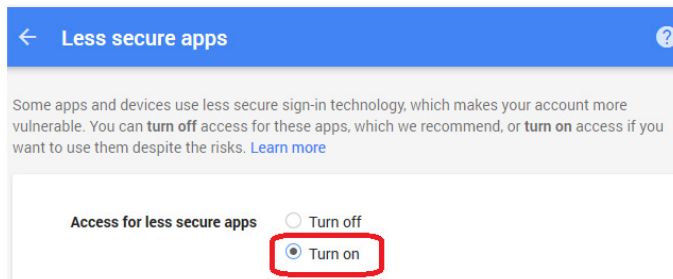 Less secure apps
Some apps and devices use less secure sign-in technology, which makes your account more
vulnerable. You can turn off access for these apps, which we recommend, or turn on access if you
want to use them despite the risks. Learn more
Access for less secure apps
Turn off
Turn on